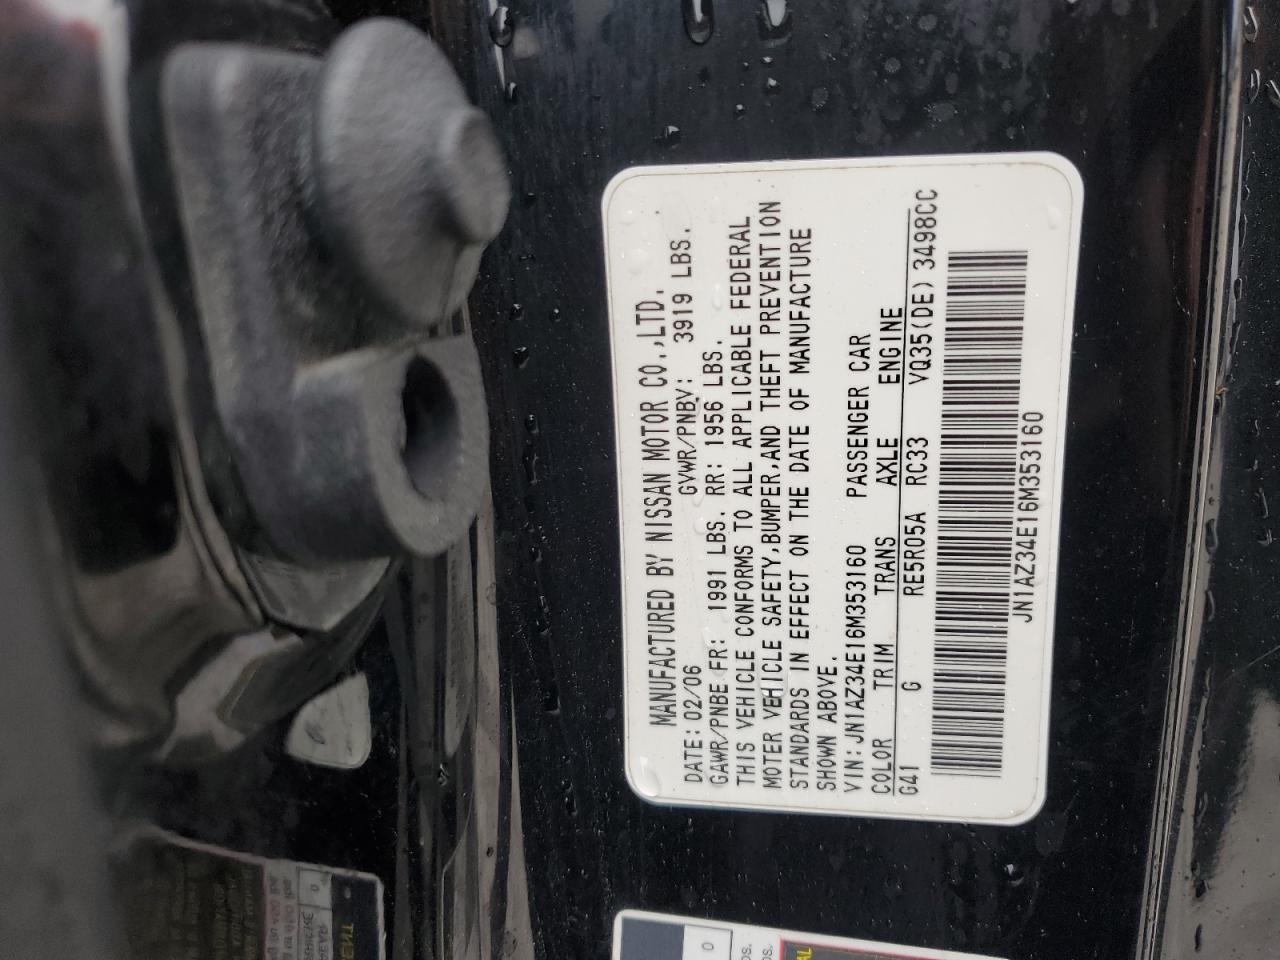 MANUFACTURED BY NISSAN MOTOR CO.,LTD.
DATE: 02/06 GVWR/PNBV: 3919 LBS.
GAWR/PNBE FR: 1991 LBS. RR: 1956 LBS.
THIS VEHICLE CONFORMS TO ALL APPLICABLE FEDERAL
MOTER VEHICLE SAFETY,BUMPER,AND THEFT PREVENTION
STANDARDS IN EFFECT ON THE DATE OF MANUFACTURE
SHOWN ABOVE.
VIN: JN1AZ34E16M353160 PASSENGER CAR
COLOR TRIM TRANS AXLE ENGINE
G41 G RE5R05A RC33 VQ35(DE) 3498CC
JN1AZ34E16M353160
0